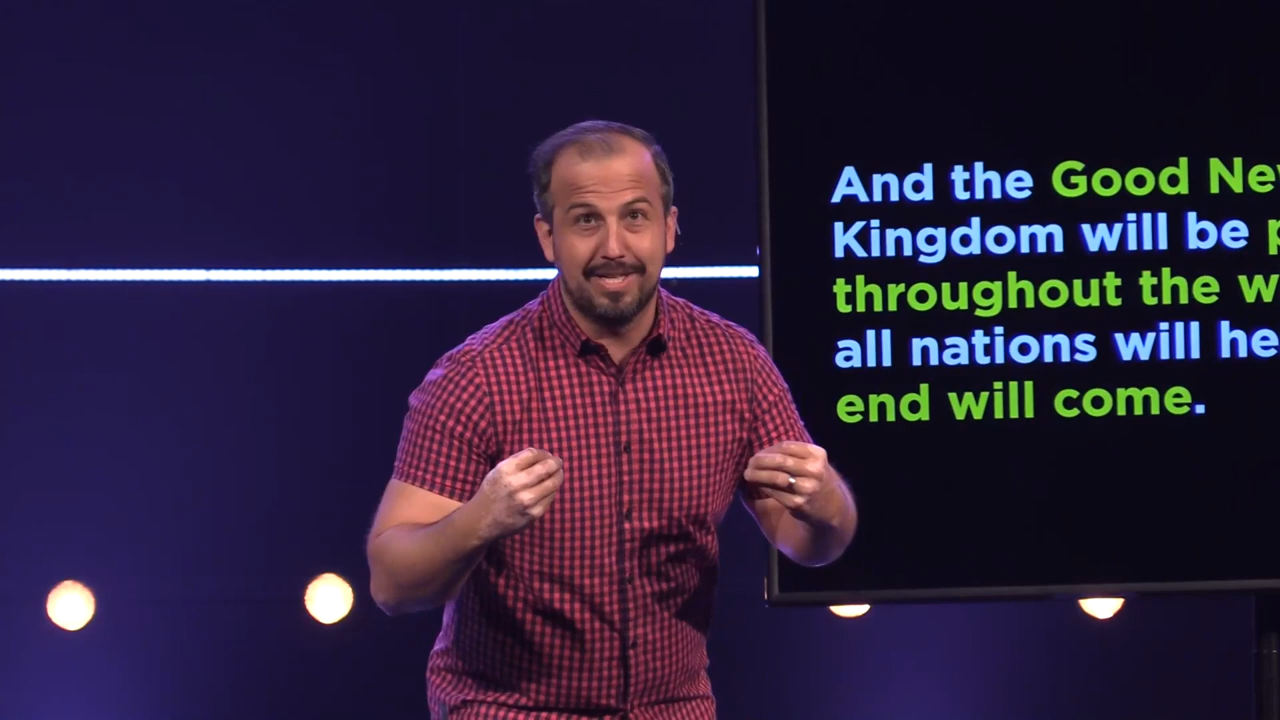 And the Good
Kingdom will be
throughout the
all nations will
end will come.